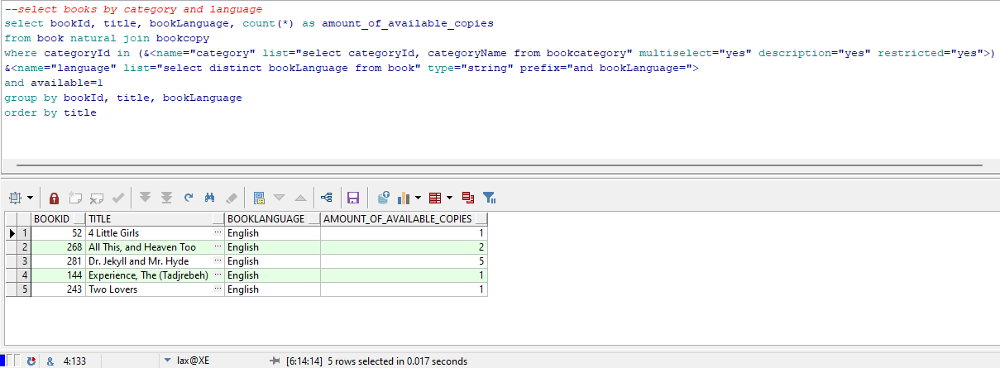 --select books by category and language
select bookId, title, bookLanguage, count(*) as amount_of_available_copies
from book natural join bookcopy
where categoryId in (&<name="category" list="select categoryId, categoryName from bookcategory" multiselect="yes" description="yes" restricted="yes">)
&<name="language" list="select distinct bookLanguage from book" type="string" prefix="and bookLanguage=">
and available=1
group by bookId, title, bookLanguage
order by title
BOOKID TITLE BOOKLANGUAGE AMOUNT_OF_AVAILABLE_COPIES
1 52 4 Little Girls ... English 1
2 268 All This, and Heaven Too ... English 2
3 281 Dr. Jekyll and Mr. Hyde ... English 5
4 144 Experience, The (Tadjrebeh) ... English 1
5 243 Two Lovers ... English 1
& 4:133 lax@XE [6:14:14] 5 rows selected in 0.017 seconds